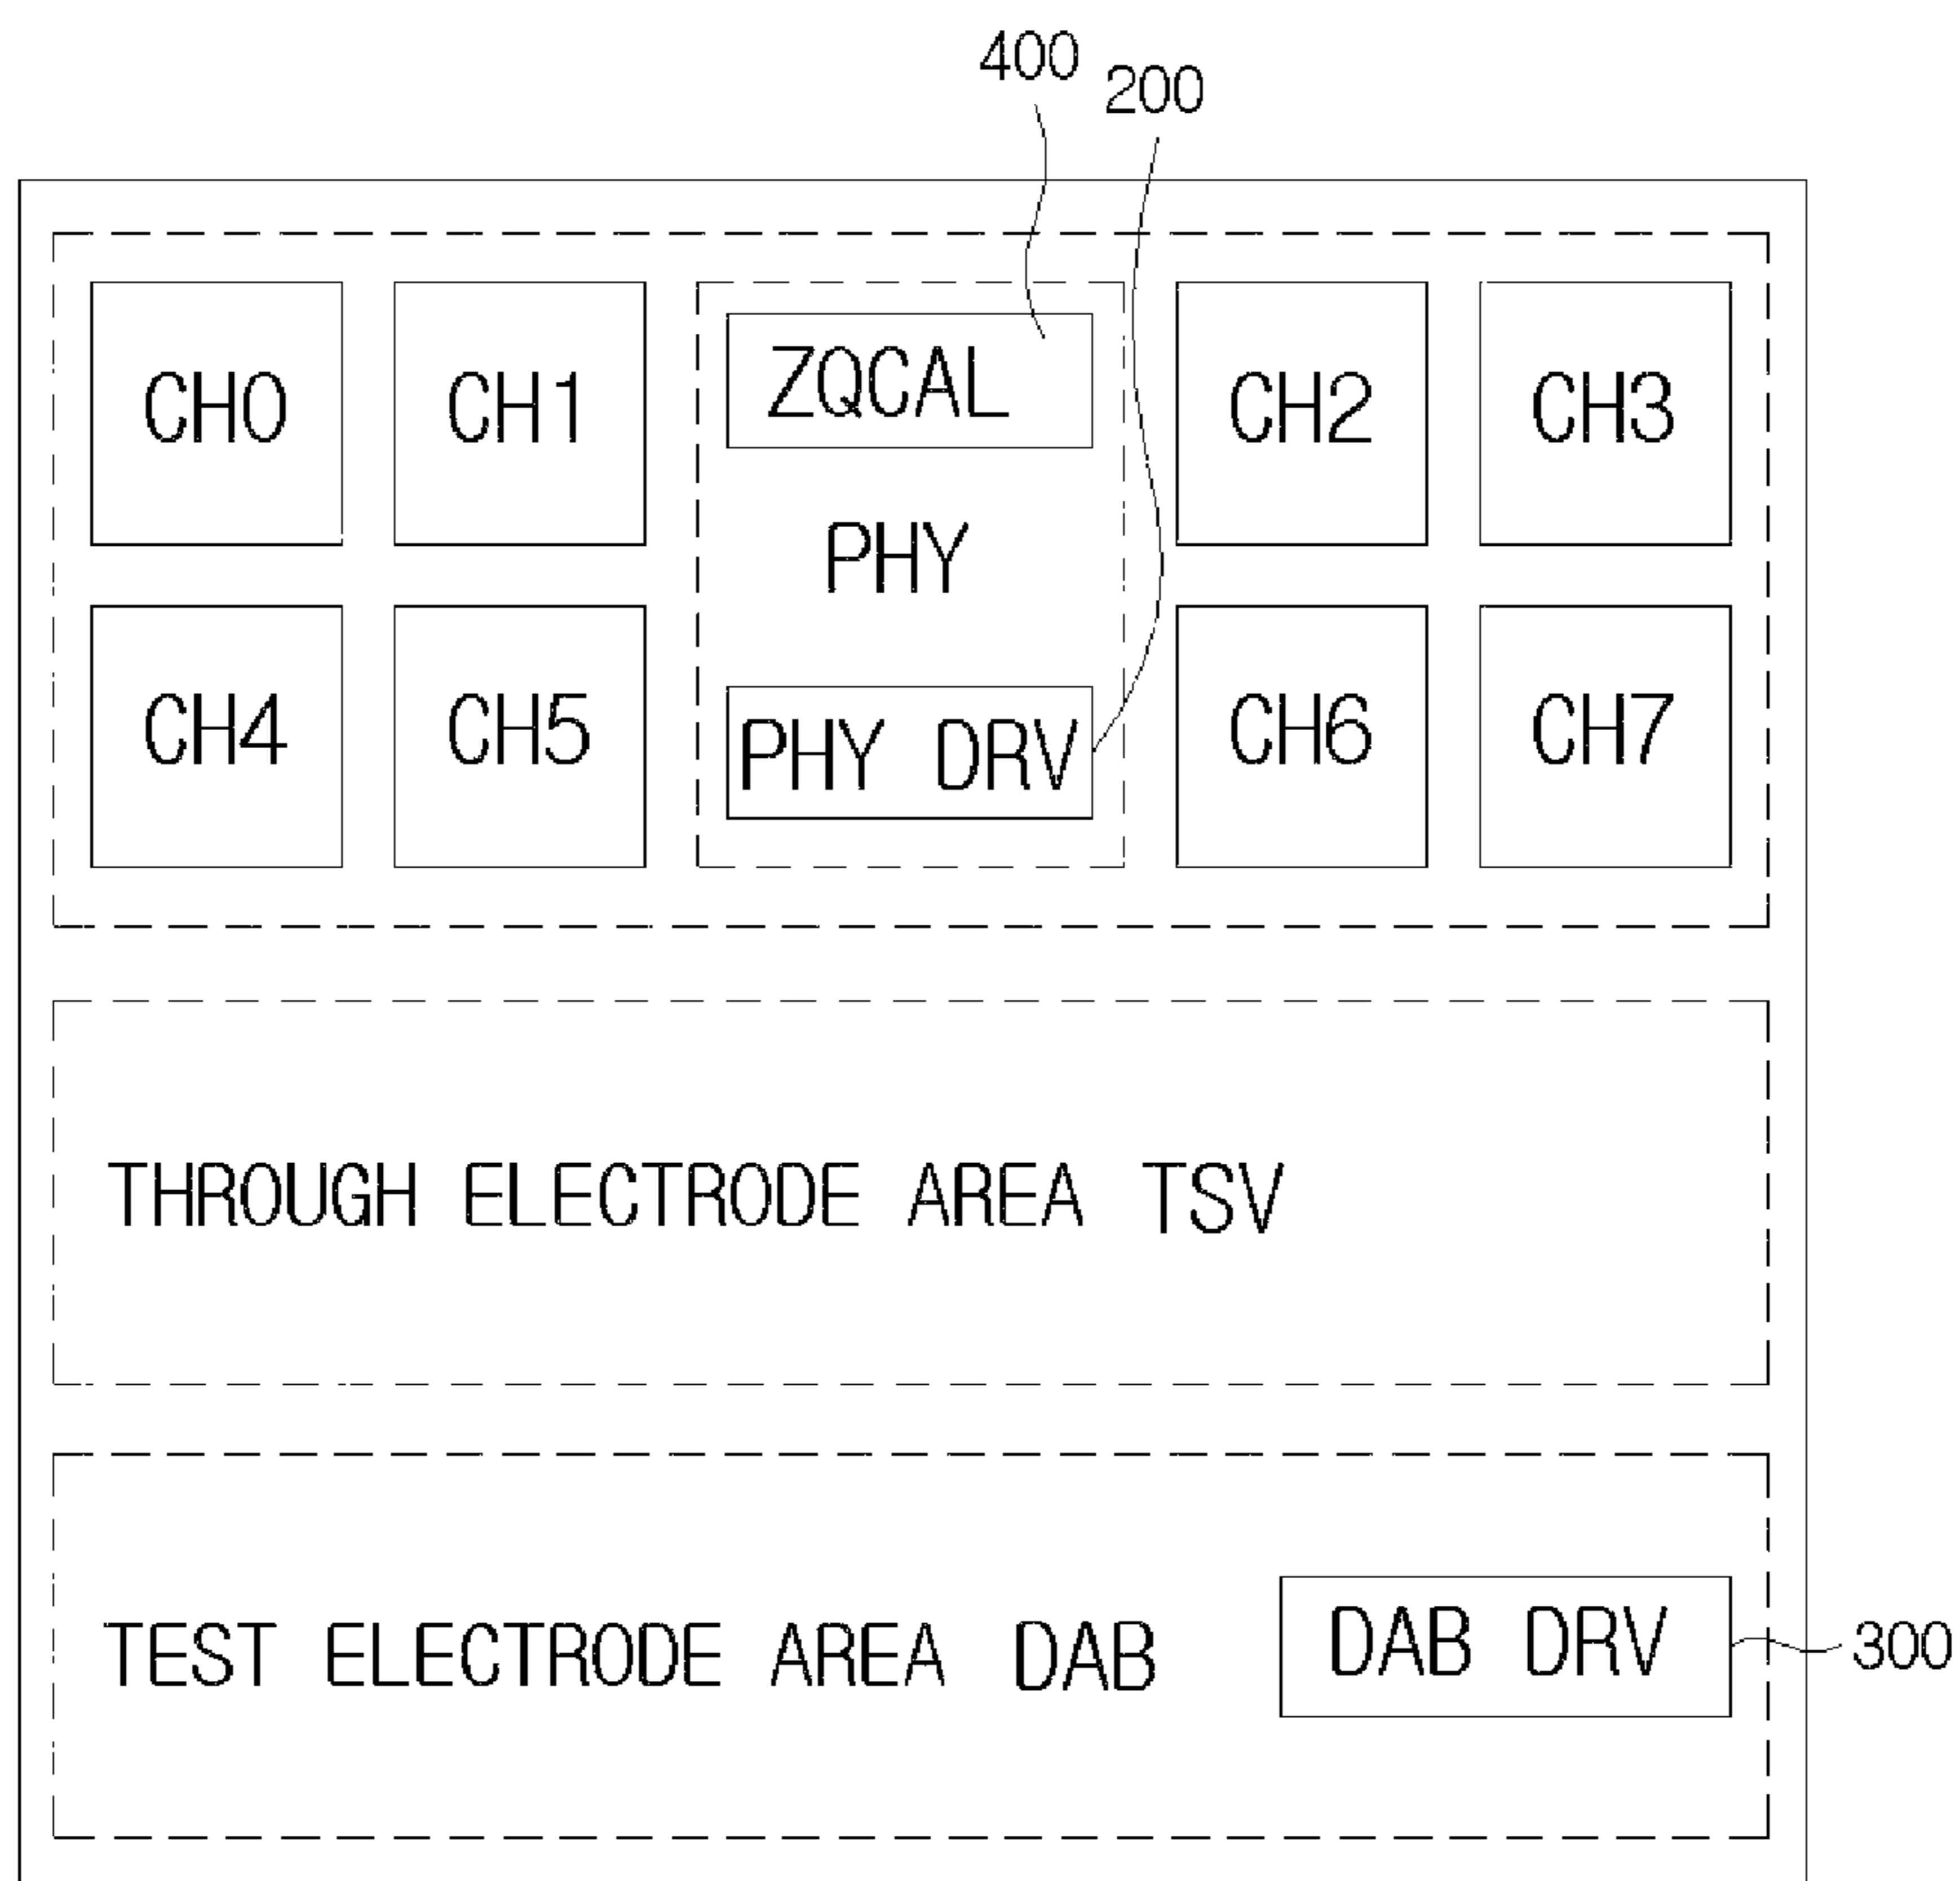 400
200
CH0 CH1 ZQCAL CH2 CH3
PHY
CH4 CH5 PHY DRV CH6 CH7
THROUGH ELECTRODE AREA TSV
TEST ELECTRODE AREA DAB DAB DRV 300